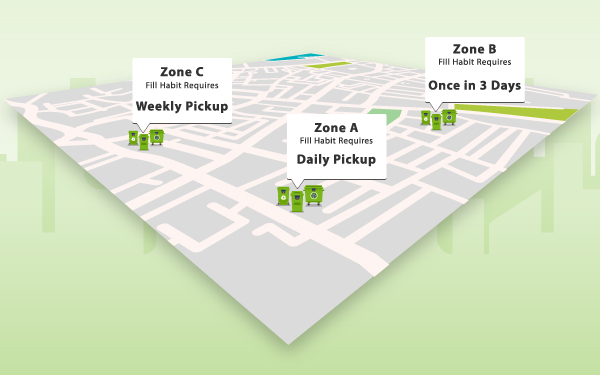 Zone C
Fill Habit Requires
Weekly Pickup
Zone B
Fill Habit Requires
Once in 3 Days
Zone A
Fill Habit Requires
Daily Pickup